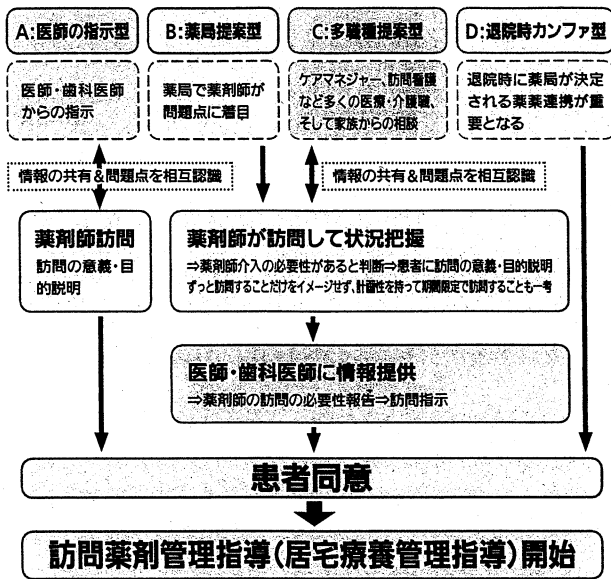 A:医師の指示型
B:薬局提案型
C:多職種提案型
D:退院時カンファ型
医師・歯科医師
からの指示
薬局で薬剤師が
問題点に着目
ケアマネジャー、訪問看護
など多くの医療・介護職、
そして家族からの相談
退院時に薬局が決定
される薬薬連携が重
要となる
情報の共有&問題点を相互認識
情報の共有&問題点を相互認識
薬剤師訪問
訪問の意義・目
的説明
薬剤師が訪問して状況把握
⇒薬剤師介入の必要性があると判断⇒患者に訪問の意義・目的説明
ずっと訪問することだけをイメージせず、計画性を持って期間限定で訪問することも一考
医師・歯科医師に情報提供
⇒薬剤師の訪問の必要性報告⇒訪問指示
患者同意
訪問薬剤管理指導(居宅療養管理指導)開始